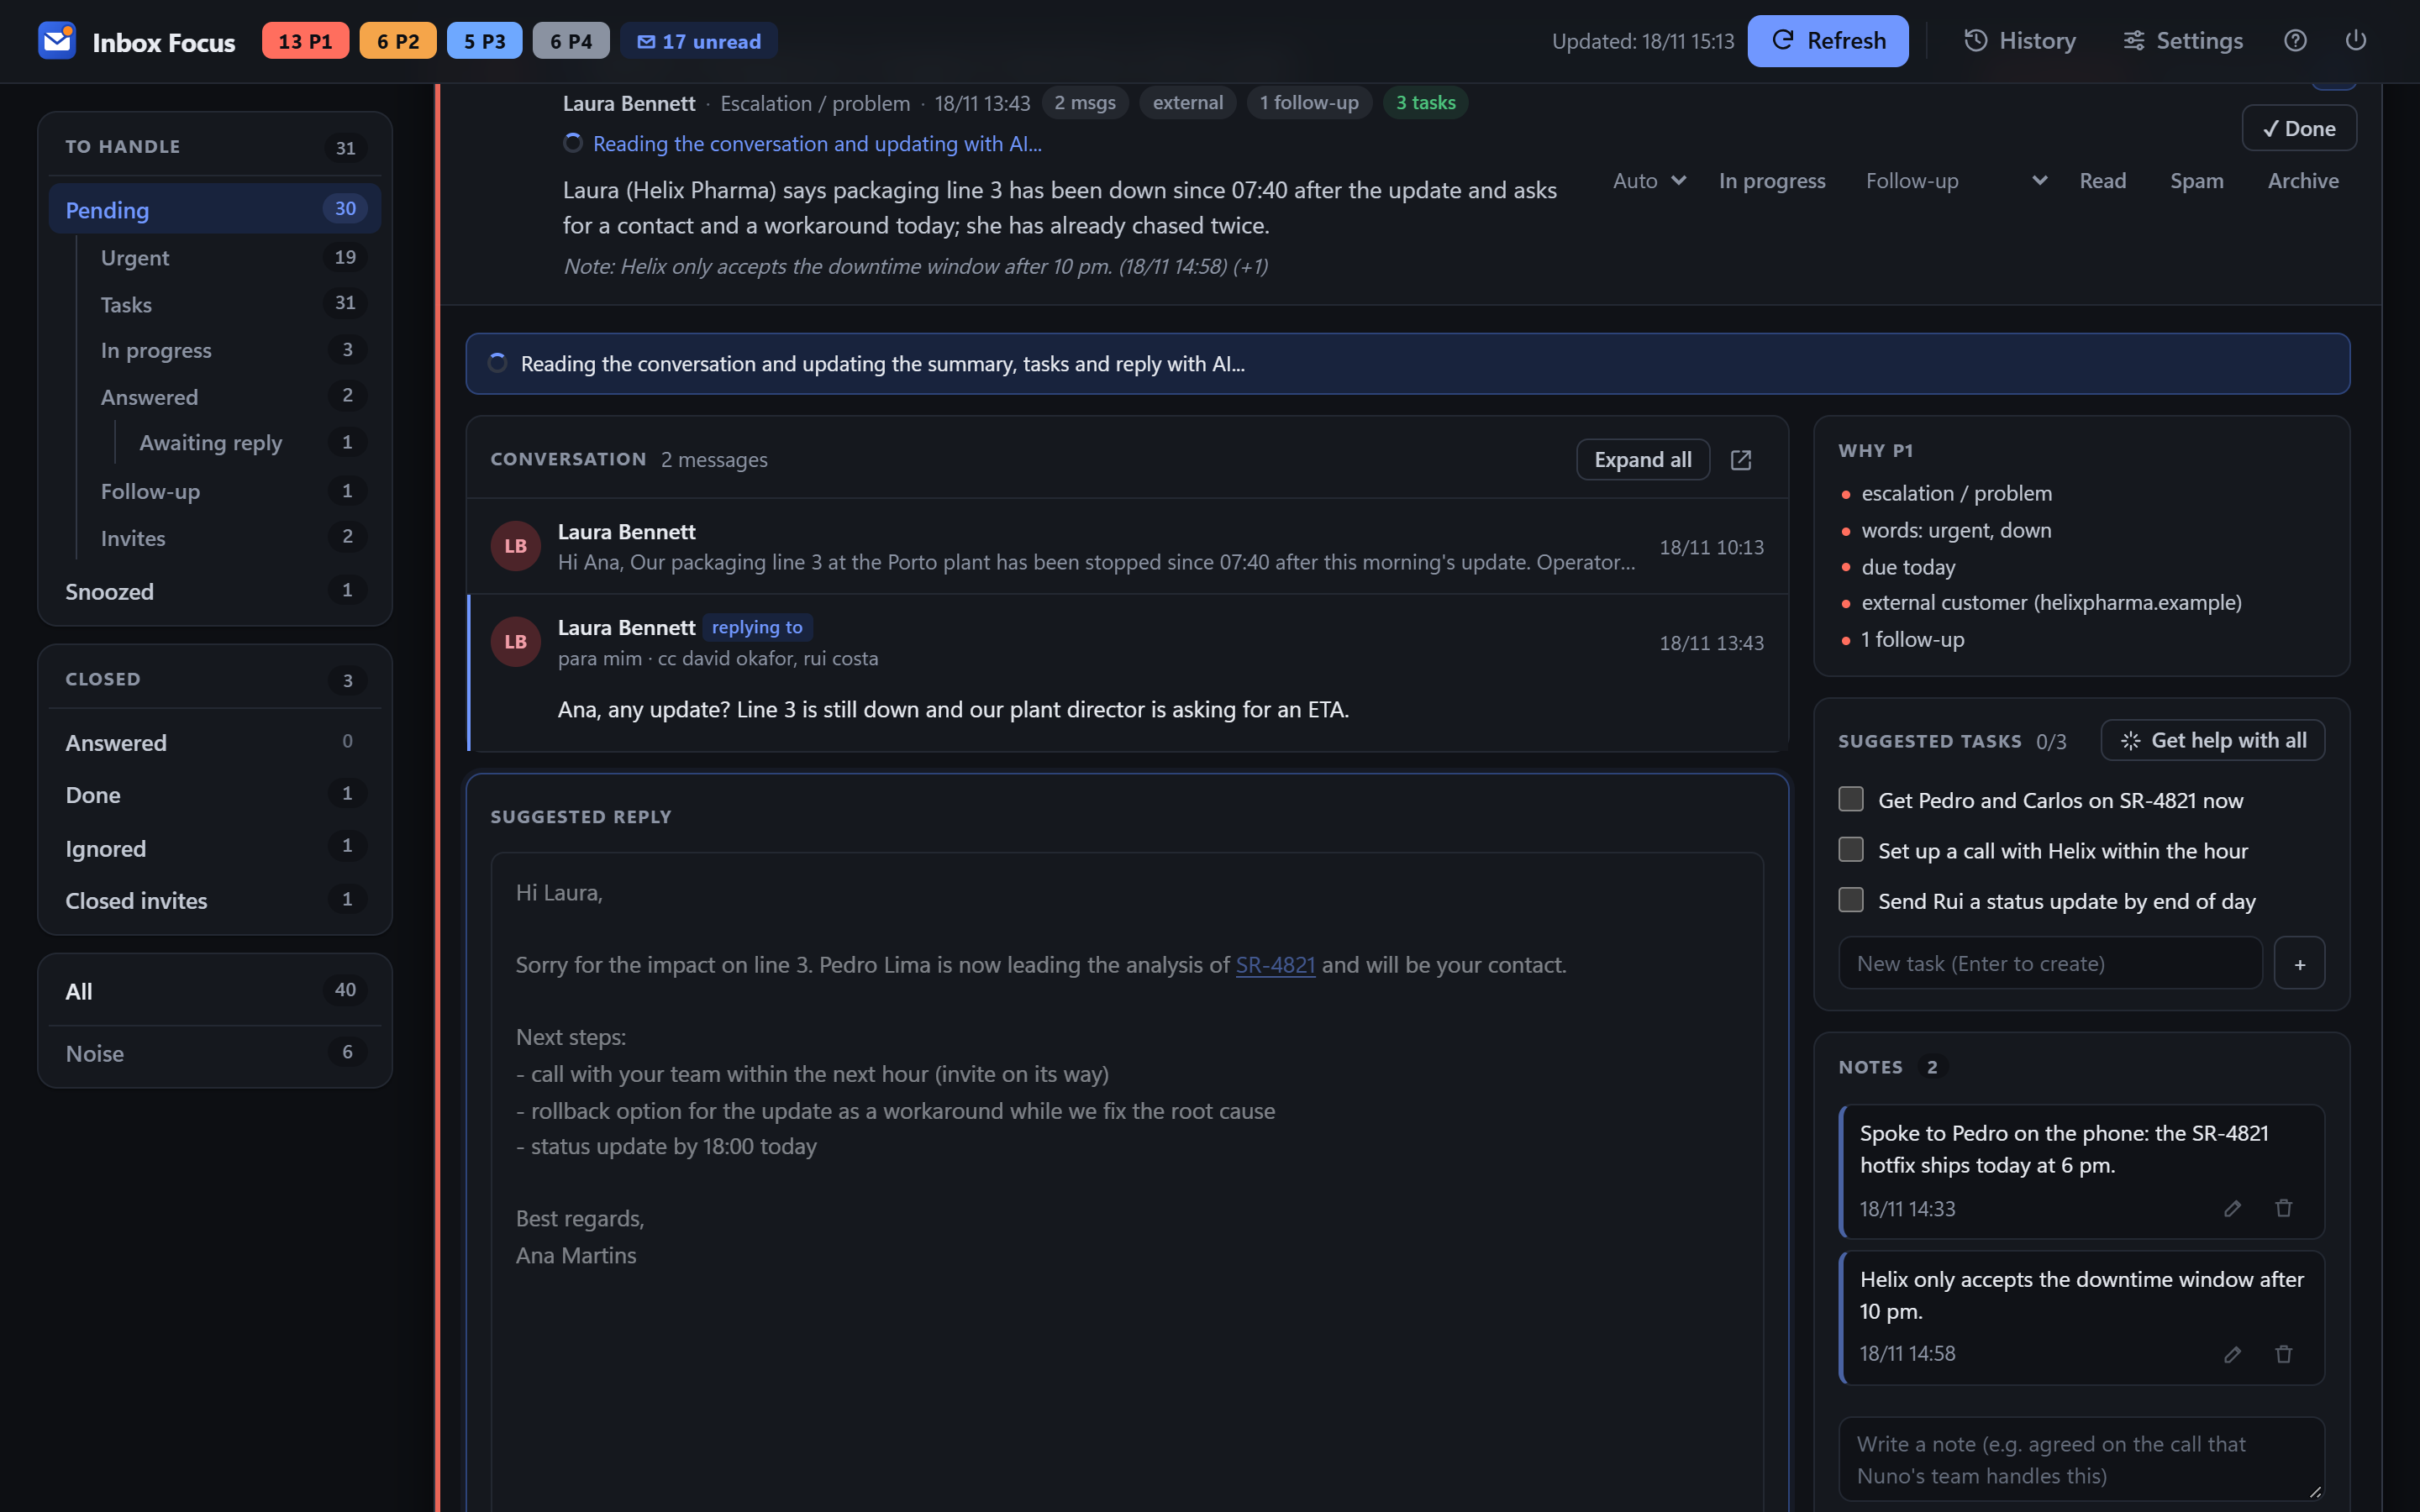 Inbox Focus
13 P1
6 P2
5 P3
6 P4
17 unread
Updated: 18/11 15:13
Refresh
History
Settings
TO HANDLE 31
Pending 30
Urgent 19
Tasks 31
In progress 3
Answered 2
Awaiting reply 1
Follow-up 1
Invites 2
Snoozed 1
CLOSED 3
Answered 0
Done 1
Ignored 1
Closed invites 1
All 40
Noise 6
Laura Bennett · Escalation / problem · 18/11 13:43 2 msgs external 1 follow-up 3 tasks
✓ Done
Reading the conversation and updating with AI...
Laura (Helix Pharma) says packaging line 3 has been down since 07:40 after the update and asks
for a contact and a workaround today; she has already chased twice.
Note: Helix only accepts the downtime window after 10 pm. (18/11 14:58) (+1)
Auto In progress Follow-up Read Spam Archive
Reading the conversation and updating the summary, tasks and reply with AI...
CONVERSATION 2 messages
Expand all
LB
Laura Bennett
Hi Ana, Our packaging line 3 at the Porto plant has been stopped since 07:40 after this morning's update. Operator...
18/11 10:13
LB
Laura Bennett replying to
para mim · cc david okafor, rui costa
18/11 13:43
Ana, any update? Line 3 is still down and our plant director is asking for an ETA.
SUGGESTED REPLY
Hi Laura,
Sorry for the impact on line 3. Pedro Lima is now leading the analysis of SR-4821 and will be your contact.
Next steps:
- call with your team within the next hour (invite on its way)
- rollback option for the update as a workaround while we fix the root cause
- status update by 18:00 today
Best regards,
Ana Martins
WHY P1
escalation / problem
words: urgent, down
due today
external customer (helixpharma.example)
1 follow-up
SUGGESTED TASKS 0/3
Get help with all
Get Pedro and Carlos on SR-4821 now
Set up a call with Helix within the hour
Send Rui a status update by end of day
New task (Enter to create)
+
NOTES 2
Spoke to Pedro on the phone: the SR-4821
hotfix ships today at 6 pm.
18/11 14:33
Helix only accepts the downtime window after
10 pm.
18/11 14:58
Write a note (e.g. agreed on the call that
Nuno's team handles this)